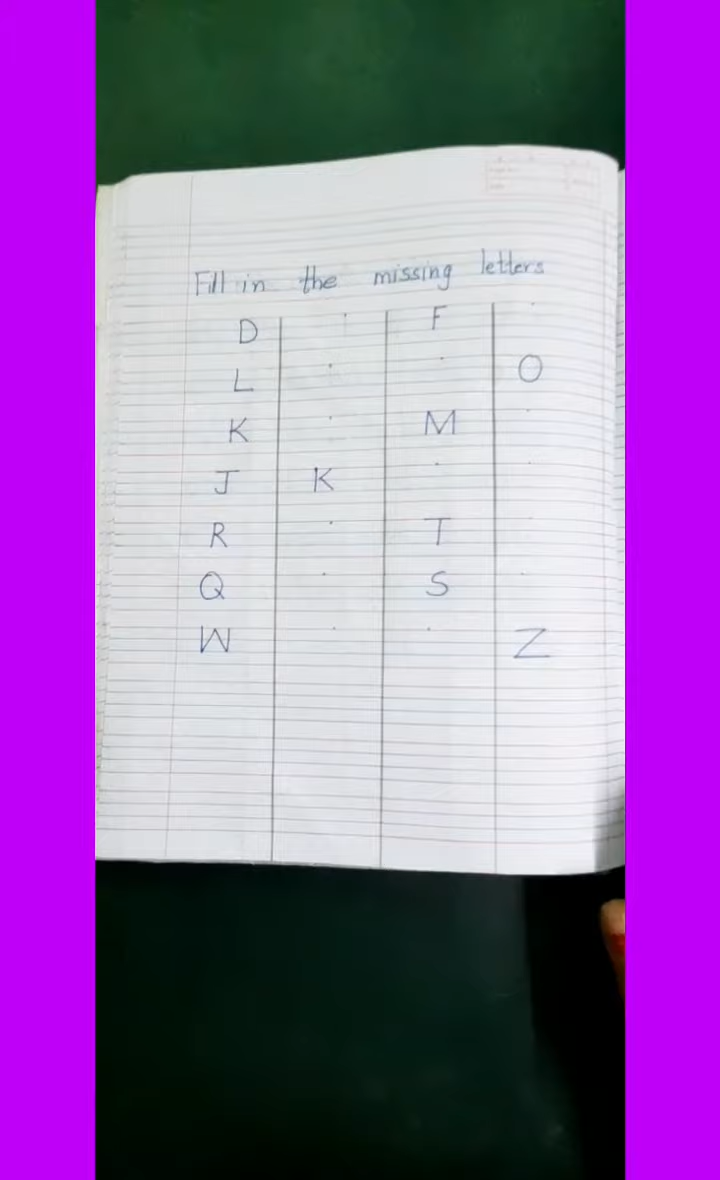 Fill in the missing letters
D F
L O
K M
J K
R T
Q S
W Z